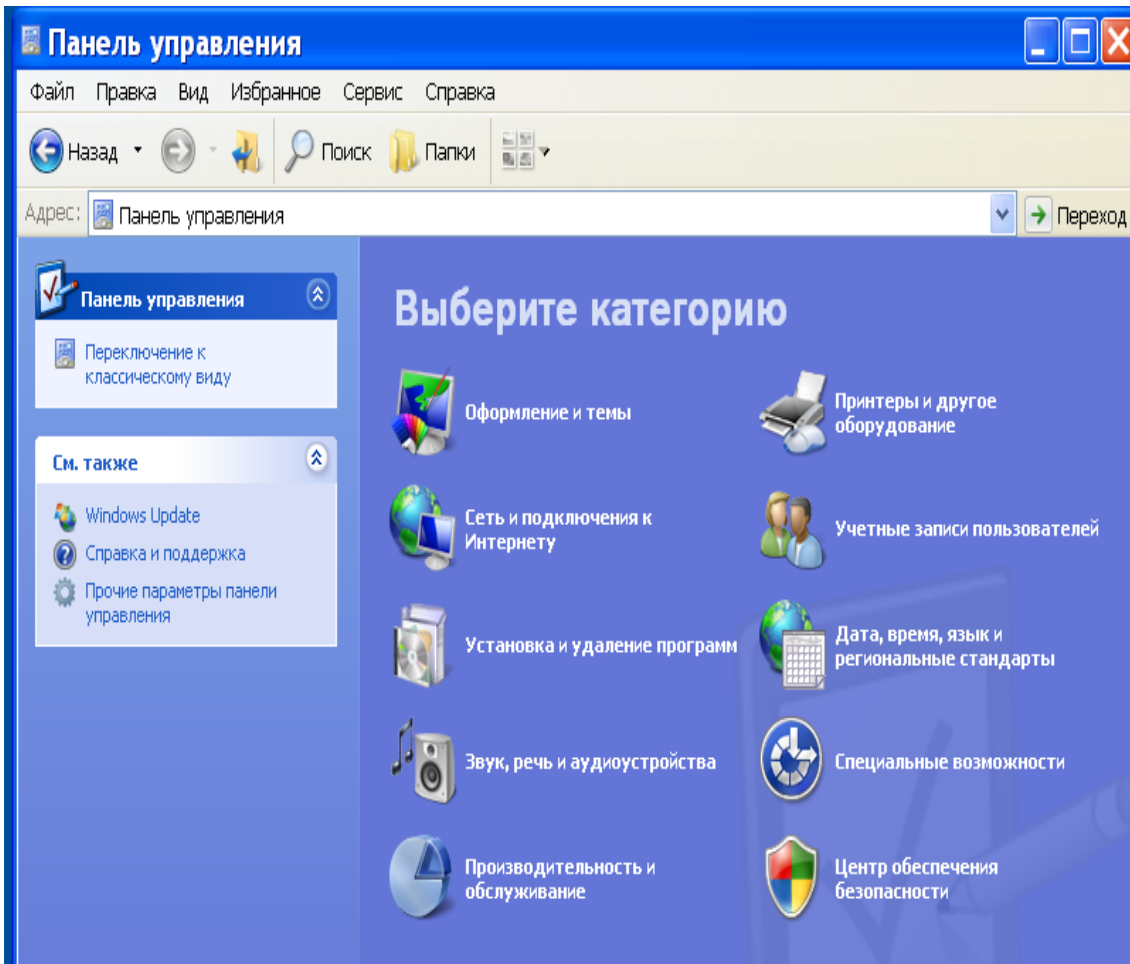 Панель управления
Файл Правка Вид Избранное Сервис Справка
Назад Поиск Папки
Адрес: Панель управления Переход
Панель управления
Переключение к
классическому виду
См. также
Windows Update
Справка и поддержка
Прочие параметры панели
управления
Выберите категорию
Оформление и темы
Принтеры и другое
оборудование
Сеть и подключения к
Интернету
Учетные записи пользователей
Установка и удаление программ
Дата, время, язык и
региональные стандарты
Звук, речь и аудиоустройства
Специальные возможности
Производительность и
обслуживание
Центр обеспечения
безопасности